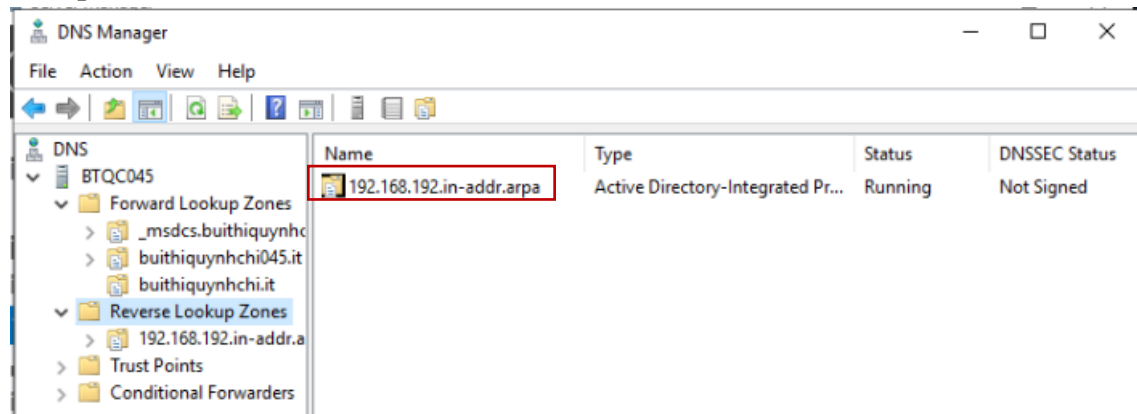 DNS Manager
File Action View Help
DNS
BTQC045
Forward Lookup Zones
_msdcs.buithiquynhc
buithiquynhchi045.it
buithiquynhchi.it
Reverse Lookup Zones
192.168.192.in-addr.a
Trust Points
Conditional Forwarders
Name Type Status DNSSEC Status
192.168.192.in-addr.arpa Active Directory-Integrated Pr... Running Not Signed